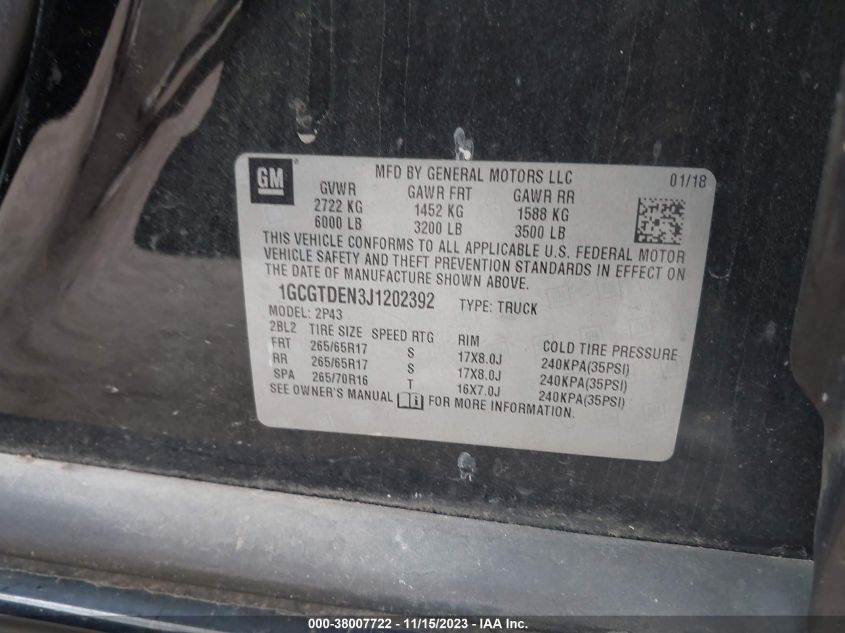 GM
MFD BY GENERAL MOTORS LLC 01/18
GVWR GAWR FRT GAWR RR
2722 KG 1452 KG 1588 KG
6000 LB 3200 LB 3500 LB
THIS VEHICLE CONFORMS TO ALL APPLICABLE U.S. FEDERAL MOTOR
VEHICLE SAFETY AND THEFT PREVENTION STANDARDS IN EFFECT ON
THE DATE OF MANUFACTURE SHOWN ABOVE.
1GCGTDEN3J1202392 TYPE: TRUCK
MODEL: 2P43
2BL2 TIRE SIZE SPEED RTG RIM COLD TIRE PRESSURE
FRT 265/65R17 S 17X8.0J 240KPA(35PSI)
RR 265/65R17 S 17X8.0J 240KPA(35PSI)
SPA 265/70R16 T 16X7.0J 240KPA(35PSI)
SEE OWNER'S MANUAL FOR MORE INFORMATION.
000-38007722 - 11/15/2023 - IAA Inc.